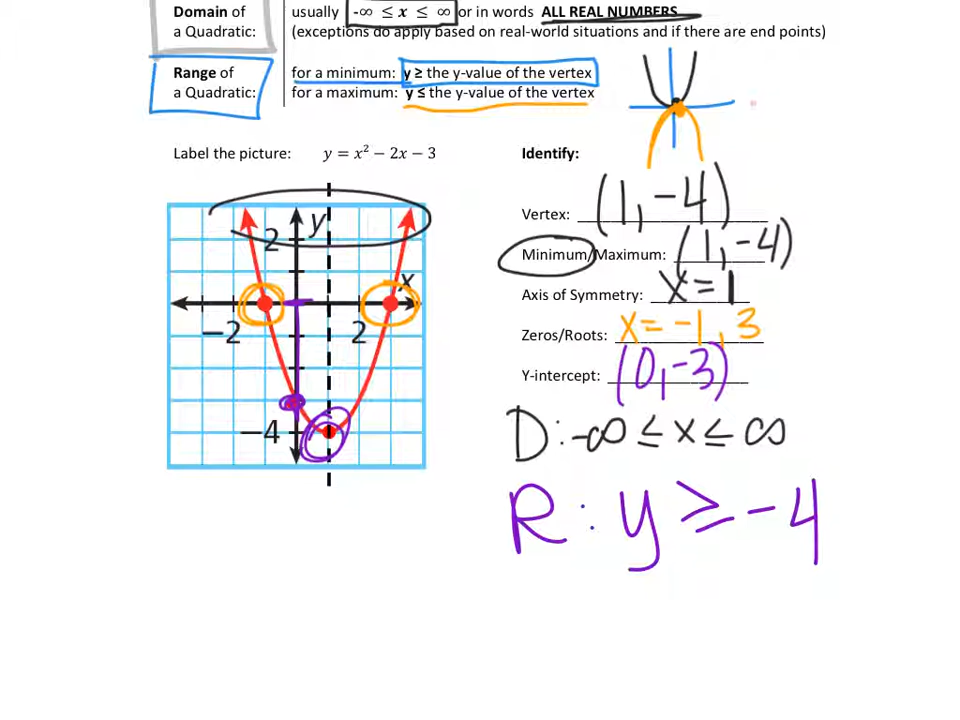 Domain of usually -∞ ≤ x ≤ ∞ or in words ALL REAL NUMBERS
a Quadratic: (exceptions do apply based on real-world situations and if there are end points)
Range of for a minimum: y ≥ the y-value of the vertex
a Quadratic: for a maximum: y ≤ the y-value of the vertex
Label the picture: y = x² − 2x − 3
Identify:
Vertex: (1, -4)
Minimum/Maximum: (1, -4)
Axis of Symmetry: x = 1
Zeros/Roots: x = -1, 3
Y-intercept: (0, -3)
D: -∞ ≤ x ≤ ∞
R: y ≥ -4
y
2
x
−2
2
−4